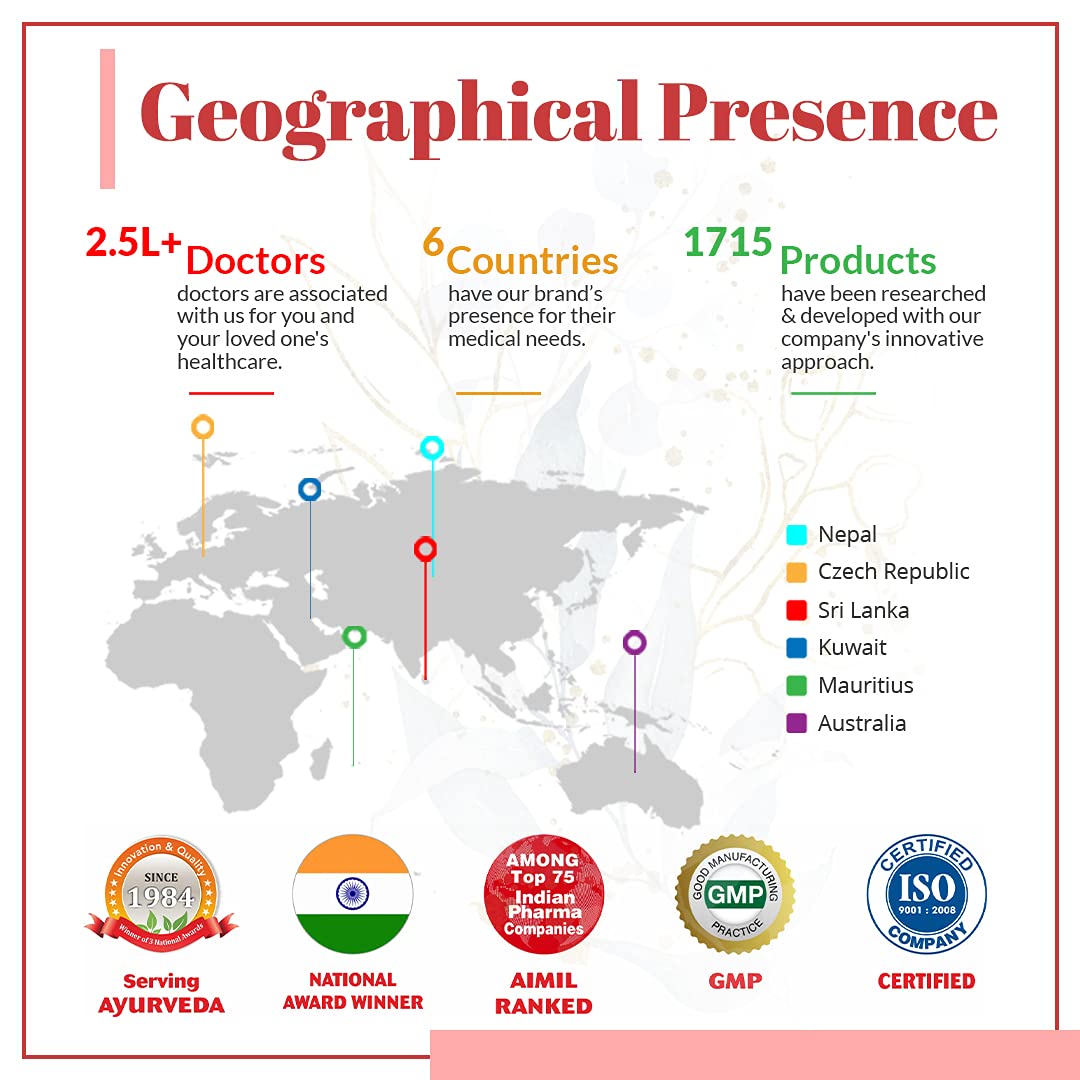 Geographical Presence
2.5L+ Doctors
doctors are associated
with us for you and
your loved one's
healthcare.
6 Countries
have our brand’s
presence for their
medical needs.
1715 Products
have been researched
& developed with our
company's innovative
approach.
Nepal
Czech Republic
Sri Lanka
Kuwait
Mauritius
Australia
Innovation & Quality
SINCE
1984
Winner of 3 National Awards
Serving
AYURVEDA
NATIONAL
AWARD WINNER
AMONG
Top 75
Indian
Pharma
Companies
AIMIL
RANKED
GOOD MANUFACTURING
GMP
PRACTICE
GMP
CERTIFIED
ISO
9001 : 2008
COMPANY
CERTIFIED